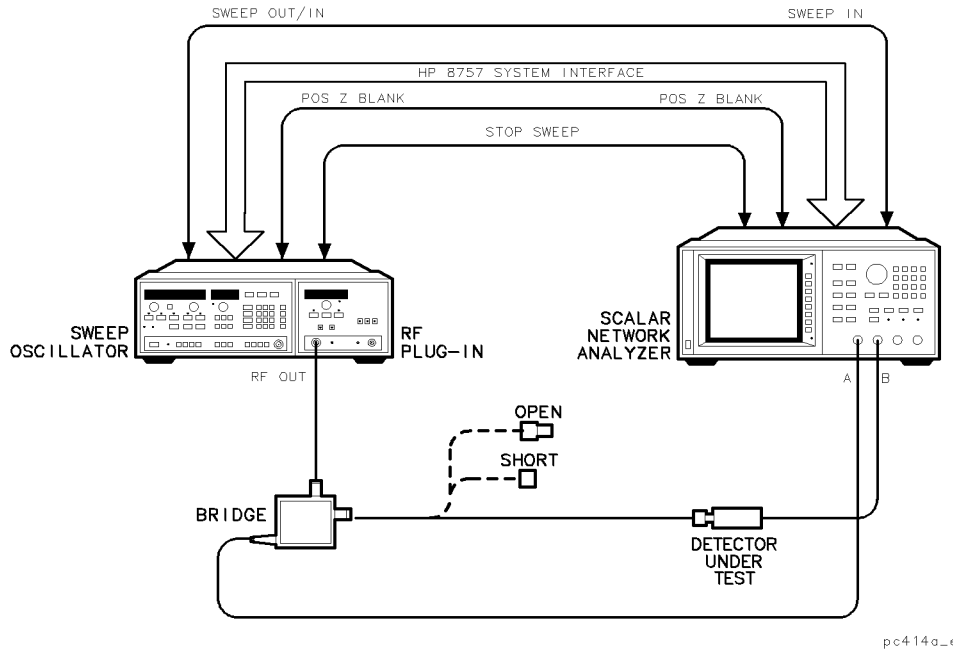 SWEEP OUT/IN
SWEEP IN
HP 8757 SYSTEM INTERFACE
POS Z BLANK
POS Z BLANK
STOP SWEEP
SWEEP
OSCILLATOR
RF
PLUG-IN
SCALAR
NETWORK
ANALYZER
RF OUT
A
B
OPEN
SHORT
BRIDGE
DETECTOR
UNDER
TEST
pc414a_e